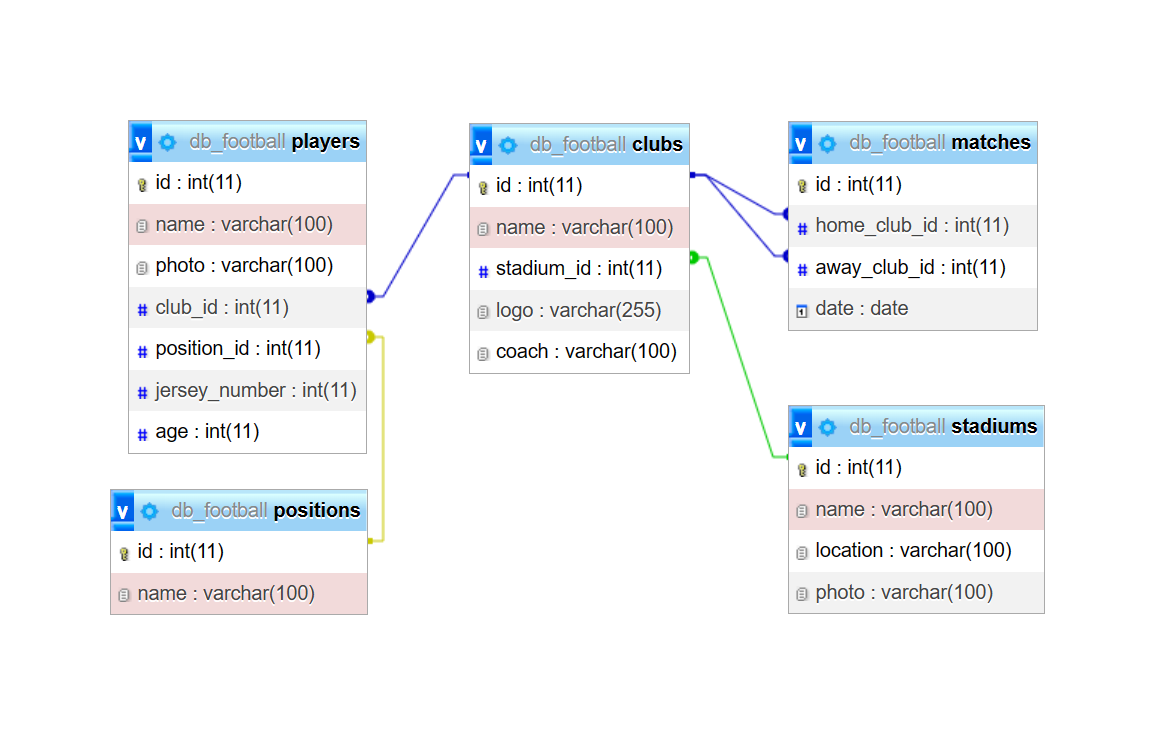 v db_football players
id : int(11)
name : varchar(100)
photo : varchar(100)
club_id : int(11)
position_id : int(11)
jersey_number : int(11)
age : int(11)
v db_football positions
id : int(11)
name : varchar(100)
v db_football clubs
id : int(11)
name : varchar(100)
stadium_id : int(11)
logo : varchar(255)
coach : varchar(100)
v db_football matches
id : int(11)
home_club_id : int(11)
away_club_id : int(11)
date : date
v db_football stadiums
id : int(11)
name : varchar(100)
location : varchar(100)
photo : varchar(100)